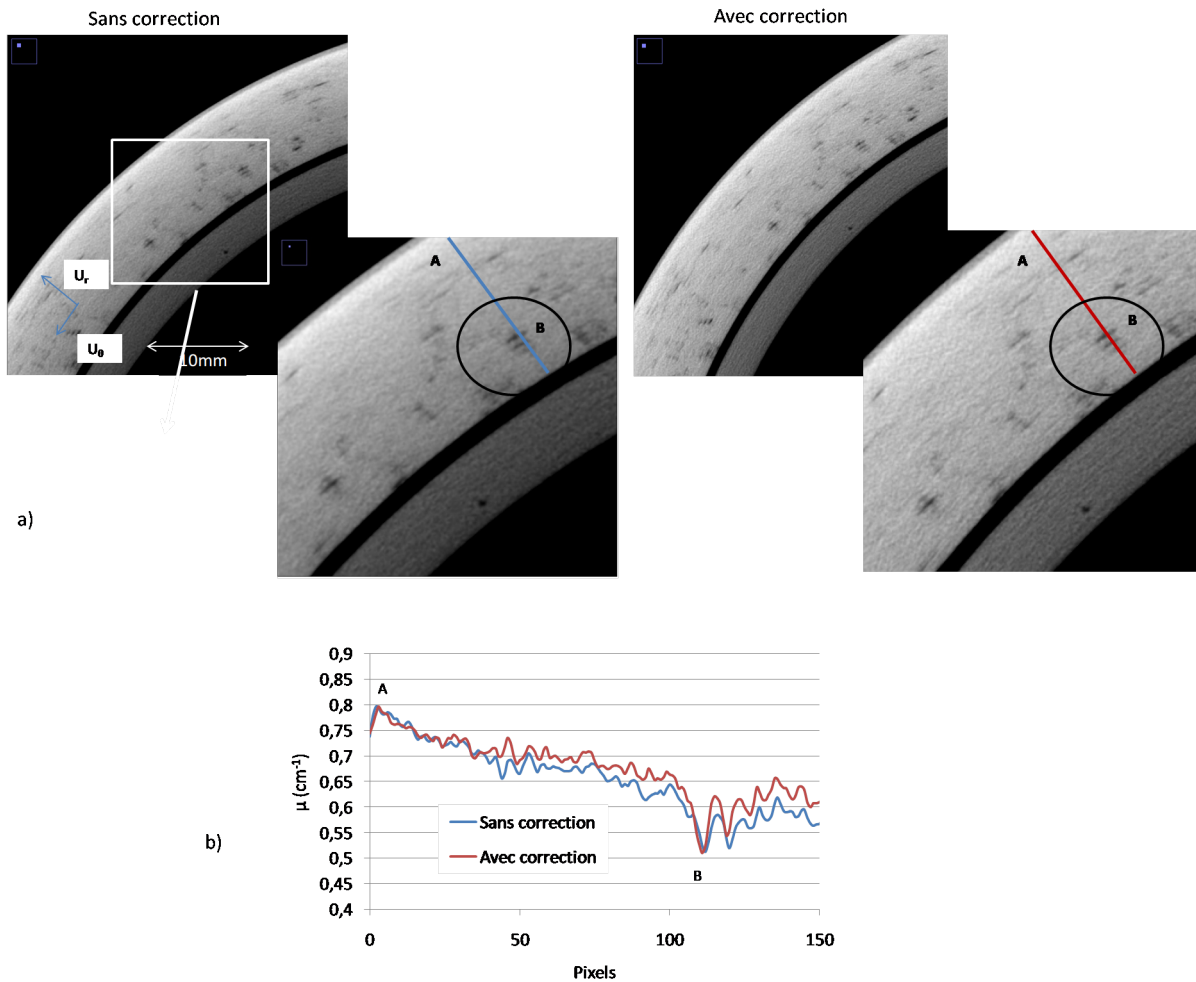 Sans correction
Avec correction
A
B
Ur
Uθ
10mm
A
B
a)
0,9
0,85
0,8
0,75
0,7
0,65
0,6
0,55
0,5
0,45
0,4
µ (cm-1)
A
Sans correction
Avec correction
B
b)
0
50
100
150
Pixels